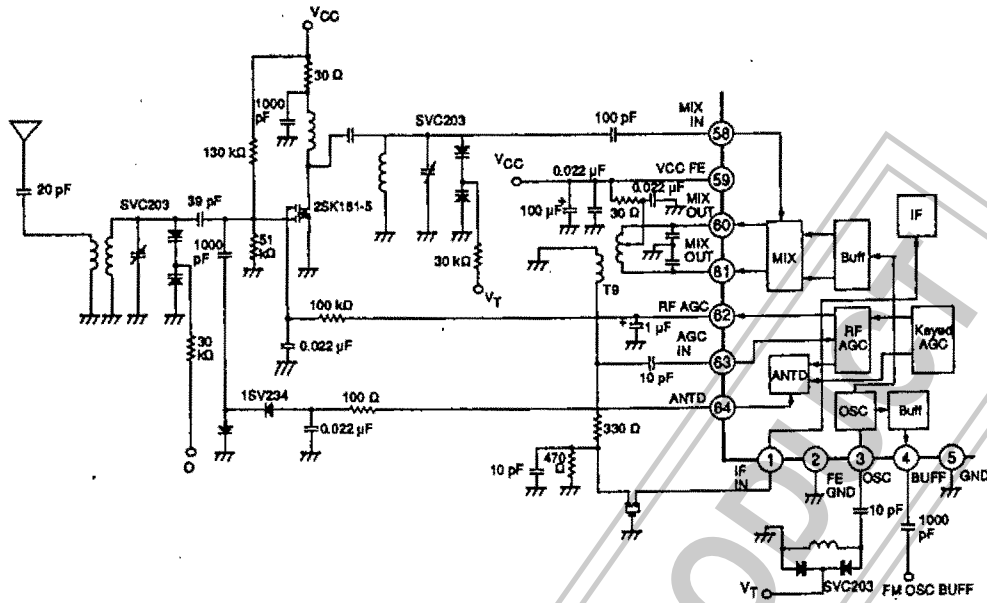 VCC
30 Ω
1000
pF
SVC203
100 pF
MIX
IN
58
130 kΩ
20 pF
VCC
0.022 μF
VCC FE
59
0.022
μF
MIX
OUT
IF
SVC203
39 pF
2SK161-5
100 μF
30 Ω
60
1000
pF
51
kΩ
30 kΩ
VT
MIX
OUT
61
MIX
Buff
T9
100 kΩ
RF AGC
62
1 μF
RF
AGC
Keyed
AGC
30
kΩ
0.022 μF
AGC
IN
63
10 pF
ANTD
1SV234
100 Ω
ANTD
64
OSC
Buff
0.022 μF
330 Ω
10 pF
470
Ω
IF
IN
1
2
3
4
5
FE
GND
OSC
BUFF
GND
10 pF
1000
pF
VT
SVC203
FM OSC BUFF